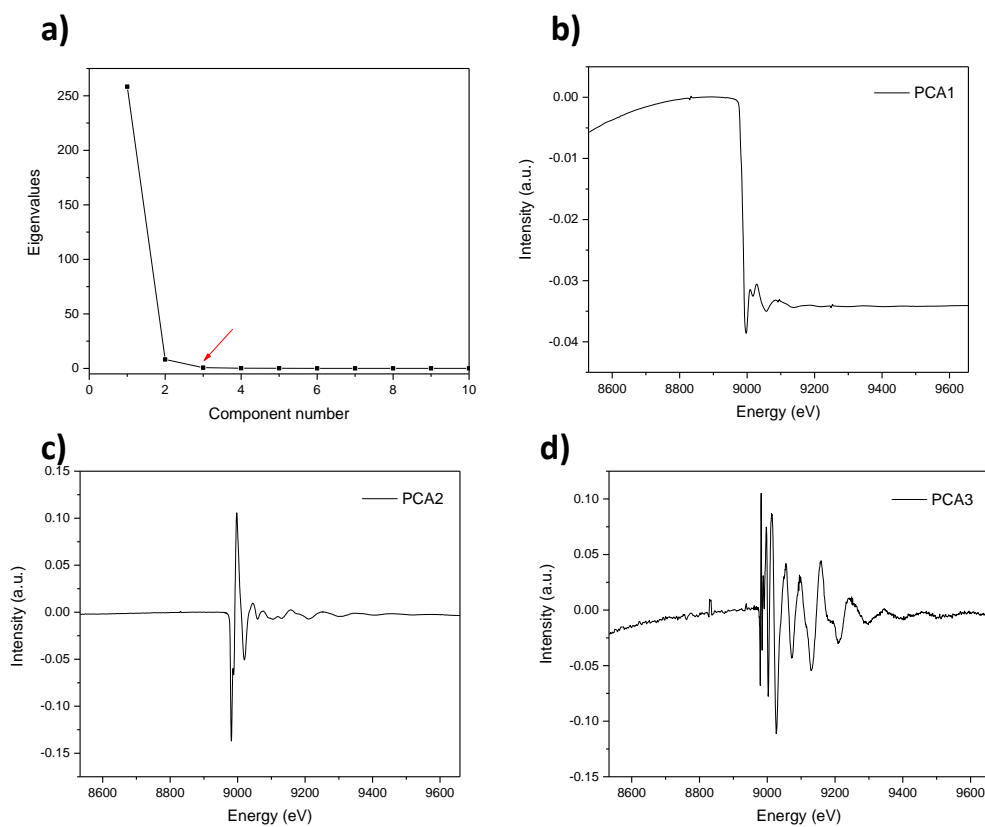 a)
250
200
150
100
50
0
Eigenvalues
0 2 4 6 8 10
Component number
b)
PCA1
0.00
-0.01
-0.02
-0.03
-0.04
Intensity (a.u.)
8600 8800 9000 9200 9400 9600
Energy (eV)
c)
PCA2
0.15
0.10
0.05
0.00
-0.05
-0.10
-0.15
Intensity (a.u.)
8600 8800 9000 9200 9400 9600
Energy (eV)
d)
PCA3
0.10
0.05
0.00
-0.05
-0.10
-0.15
Intensity (a.u.)
8600 8800 9000 9200 9400 9600
Energy (eV)